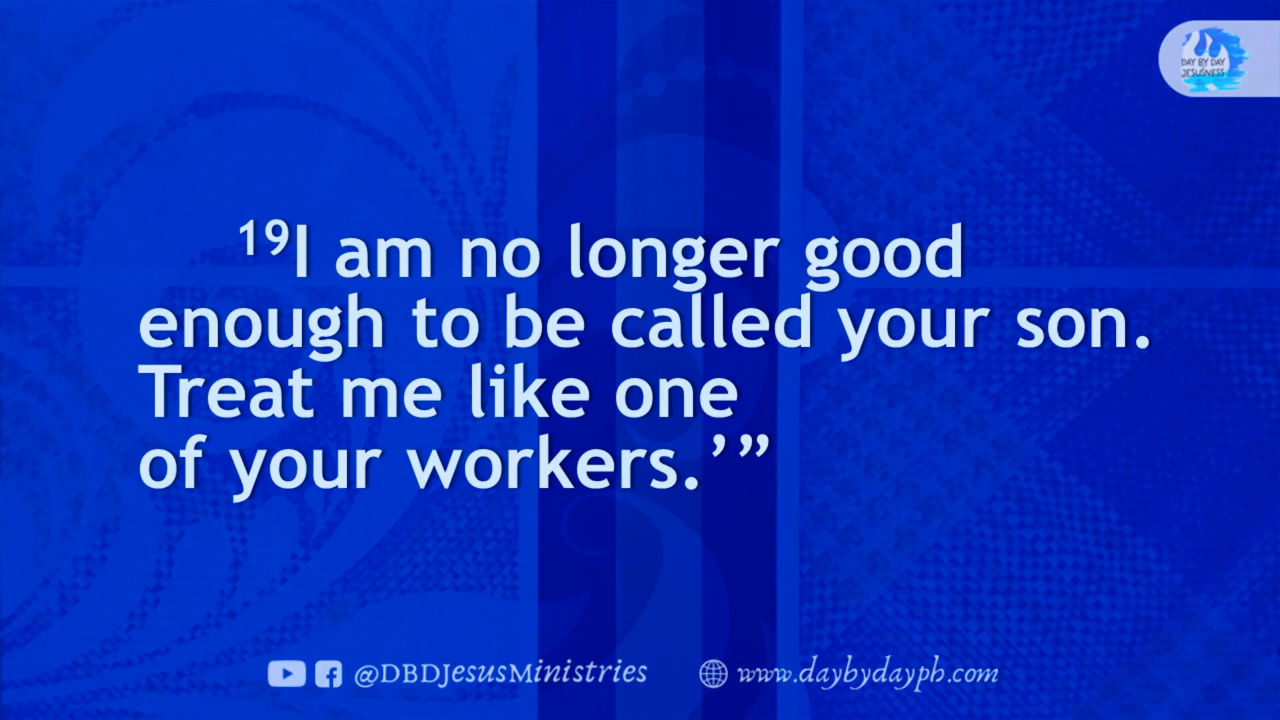 DAY BY DAY
JESUSNESS
¹⁹I am no longer good
enough to be called your son.
Treat me like one
of your workers.’”
@DBDJesusMinistries
www.daybydayph.com